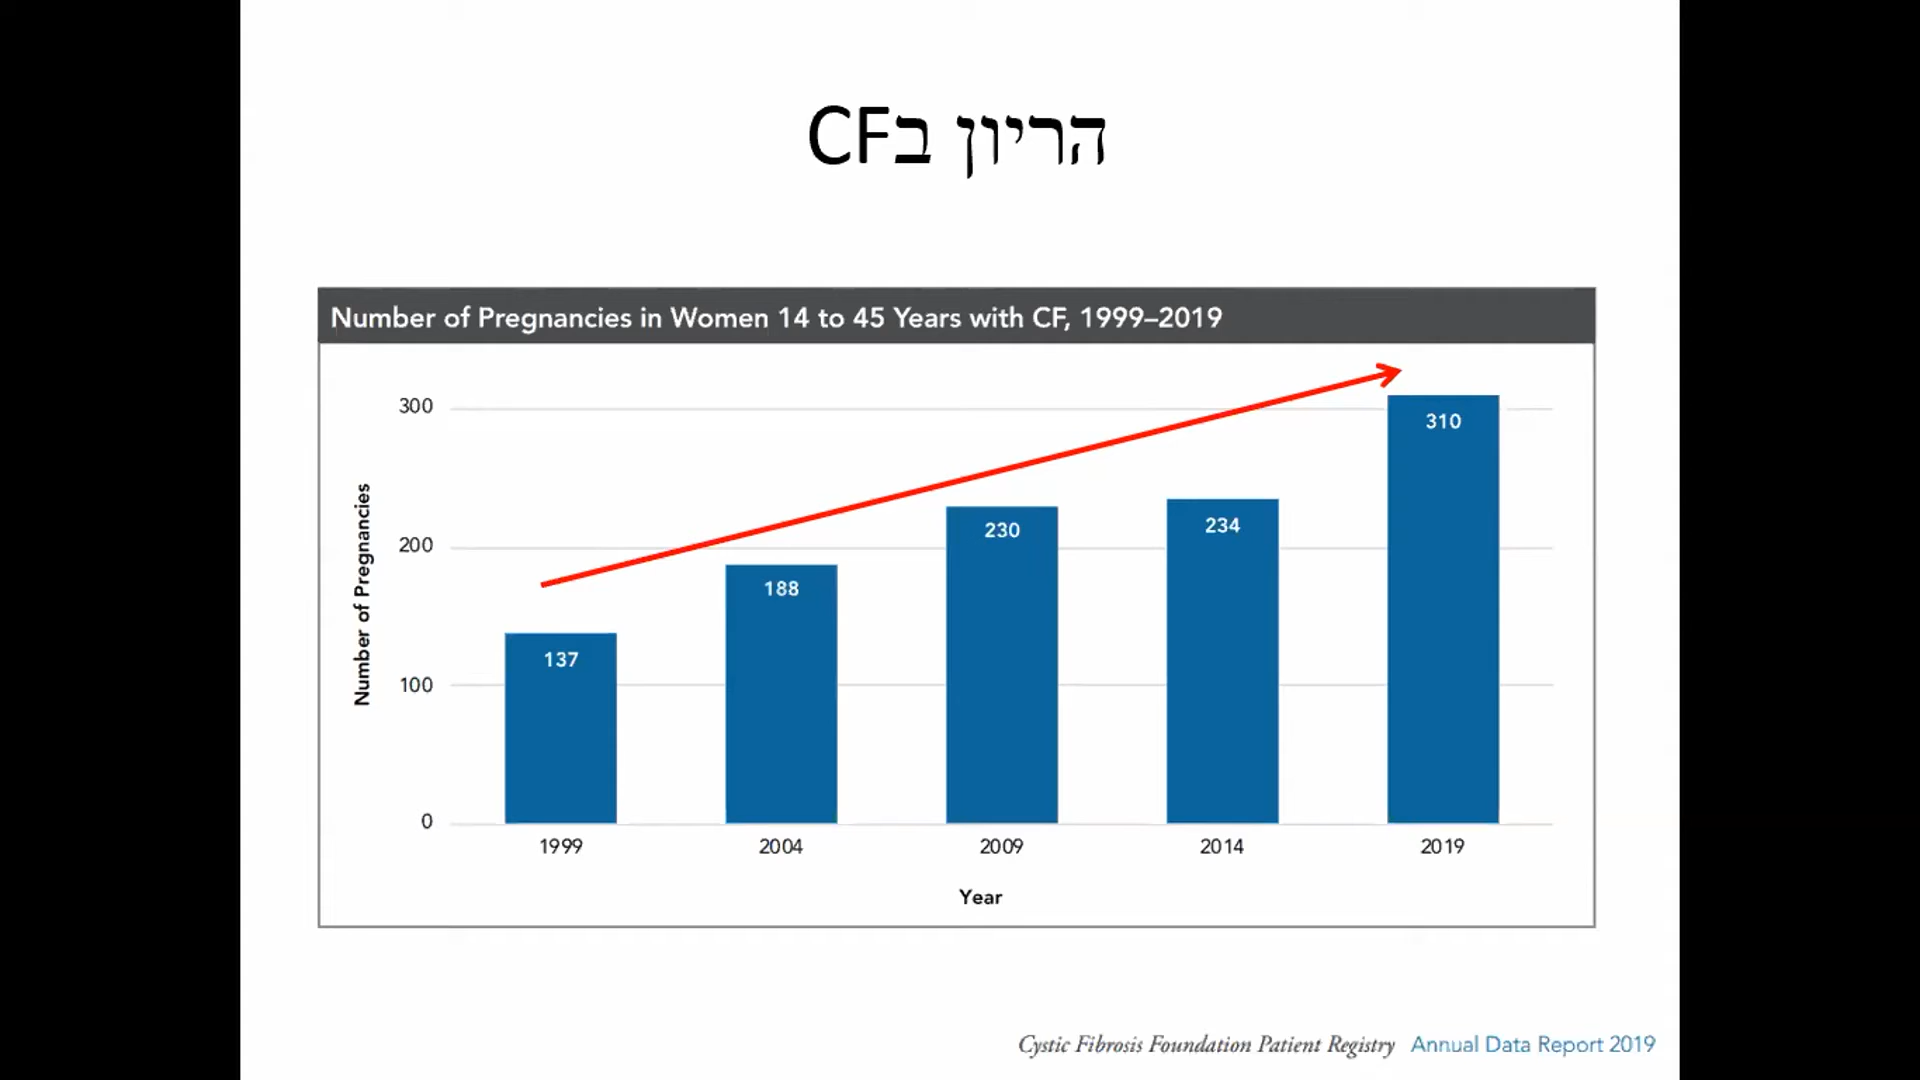 הריון בCF
Number of Pregnancies in Women 14 to 45 Years with CF, 1999–2019
Number of Pregnancies
300
200
100
0
137
188
230
234
310
1999
2004
2009
2014
2019
Year
Cystic Fibrosis Foundation Patient Registry Annual Data Report 2019